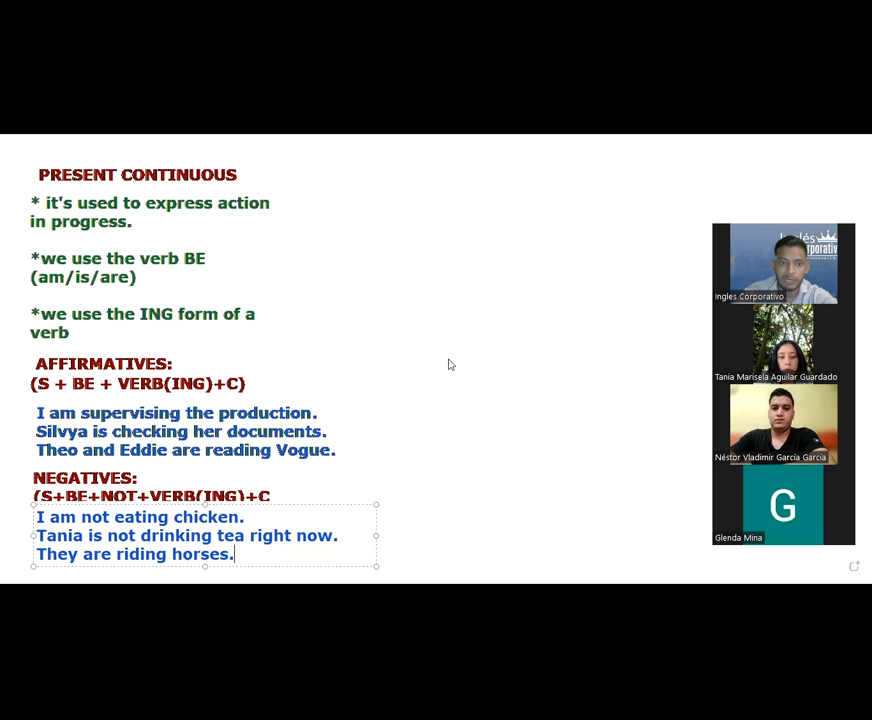 PRESENT CONTINUOUS
* it's used to express action
in progress.
*we use the verb BE
(am/is/are)
*we use the ING form of a
verb
AFFIRMATIVES:
(S + BE + VERB(ING)+C)
I am supervising the production.
Silvya is checking her documents.
Theo and Eddie are reading Vogue.
NEGATIVES:
(S+BE+NOT+VERB(ING)+C
I am not eating chicken.
Tania is not drinking tea right now.
They are riding horses.
Inglés
Ingles Corporativo
Tania Marisela Aguilar Guardado
Néstor Vladimir García García
G
Glenda Mina